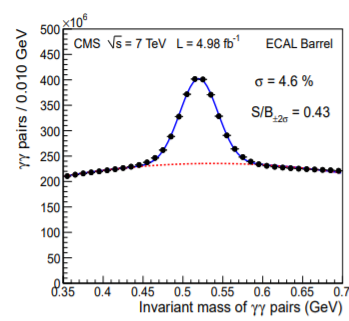 ×10⁶
CMS √s = 7 TeV L = 4.98 fb⁻¹ ECAL Barrel
σ = 4.6 %
S/B±2σ = 0.43
γγ pairs / 0.010 GeV
500
450
400
350
300
250
200
150
100
50
0
0.35 0.4 0.45 0.5 0.55 0.6 0.65 0.7
Invariant mass of γγ pairs (GeV)